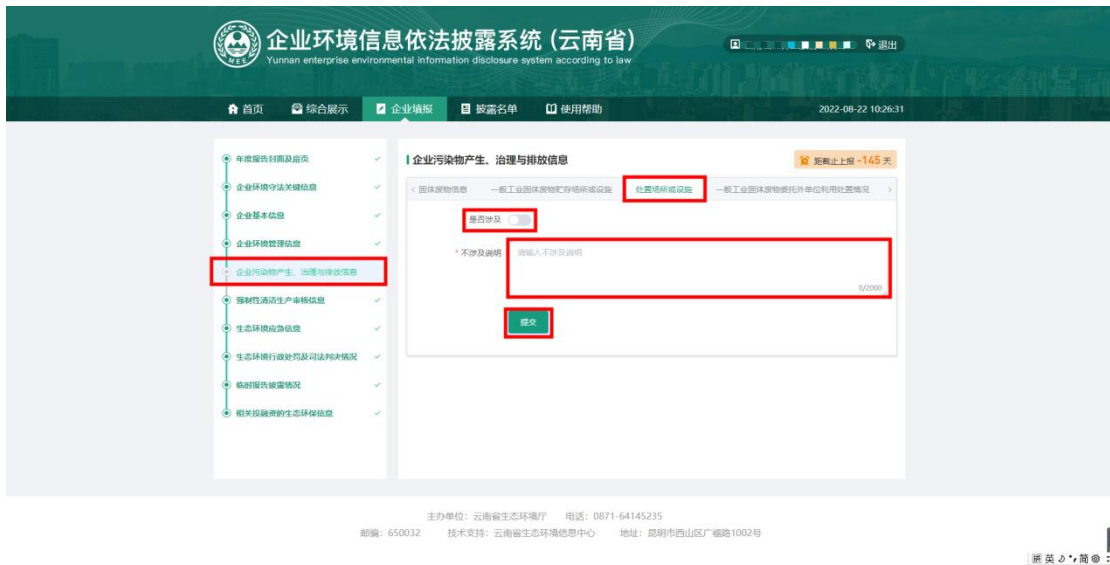 企业环境信息依法披露系统 (云南省)
Yunnan enterprise environmental information disclosure system according to law
MEE
退出
首页 综合展示 企业填报 披露名单 使用帮助 2022-08-22 10:26:31
年度报告封面及扉页
企业环境守法关键信息
企业基本信息
企业环境管理信息
企业污染物产生、治理与排放信息
强制性清洁生产审核信息
生态环境应急信息
生态环境行政处罚及司法判决情况
临时报告披露情况
相关投融资的生态环保信息
企业污染物产生、治理与排放信息 距截止上报 -145 天
固体废物信息 一般工业固体废物贮存场所或设施 处置场所或设施 一般工业固体废物委托外单位利用处置情况
是否涉及
* 不涉及说明 请输入不涉及说明
0/2000
提交
主办单位：云南省生态环境厅 电话：0871-64145235
邮编：650032 技术支持：云南省生态环境信息中心 地址：昆明市西山区广福路1002号
英 简